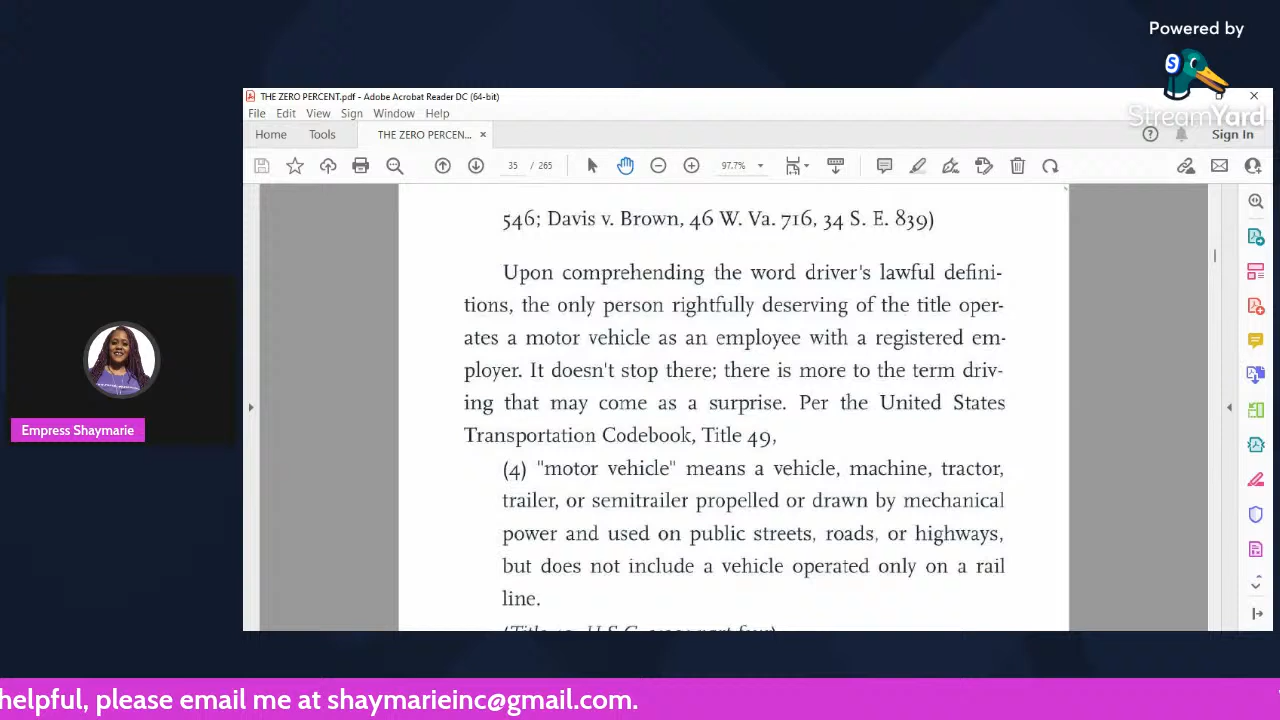 Powered by
StreamYard
THE ZERO PERCENT.pdf - Adobe Acrobat Reader DC (64-bit)
File Edit View Sign Window Help
Home Tools THE ZERO PERCEN... × Sign In
35 / 265 97.7%
546; Davis v. Brown, 46 W. Va. 716, 34 S. E. 839)
Upon comprehending the word driver's lawful defini-
tions, the only person rightfully deserving of the title oper-
ates a motor vehicle as an employee with a registered em-
ployer. It doesn't stop there; there is more to the term driv-
ing that may come as a surprise. Per the United States
Transportation Codebook, Title 49,
(4) "motor vehicle" means a vehicle, machine, tractor,
trailer, or semitrailer propelled or drawn by mechanical
power and used on public streets, roads, or highways,
but does not include a vehicle operated only on a rail
line.
Empress Shaymarie
helpful, please email me at shaymarieinc@gmail.com.